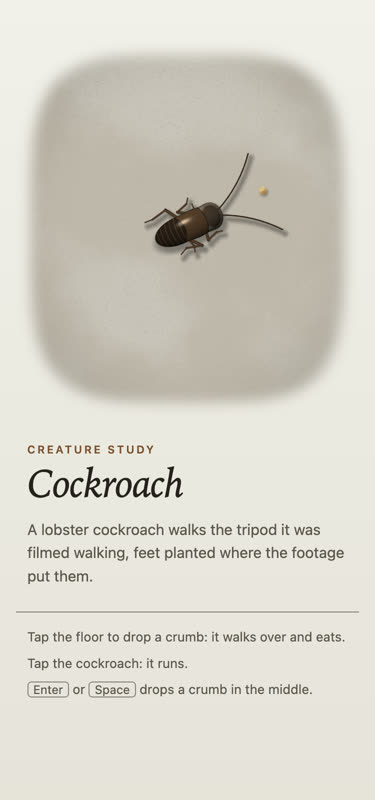 CREATURE STUDY
Cockroach
A lobster cockroach walks the tripod it was
filmed walking, feet planted where the footage
put them.
Tap the floor to drop a crumb: it walks over and eats.
Tap the cockroach: it runs.
Enter or Space drops a crumb in the middle.